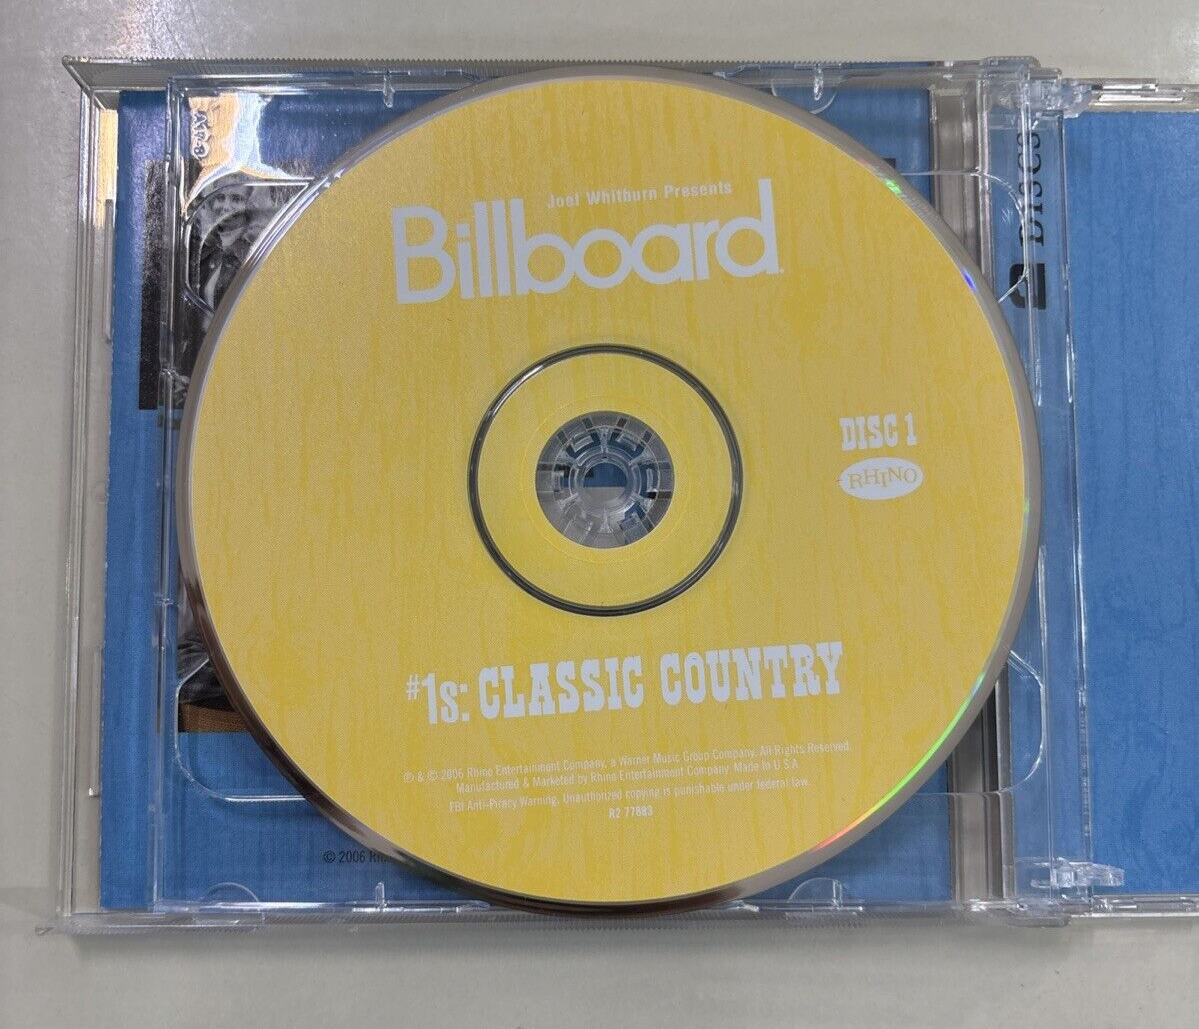 Joel Whitburn Presents
Billboard
DISC 1
RHINO
#1s: CLASSIC COUNTRY
℗ & © 2006 Rhino Entertainment Company, a Warner Music Group Company. All Rights Reserved.
Manufactured & Marketed by Rhino Entertainment Company Made in U.S.A
FBI Anti-Piracy Warning. Unauthorized copying is punishable under federal law.
R2 77883
© 2006
2 DISCS